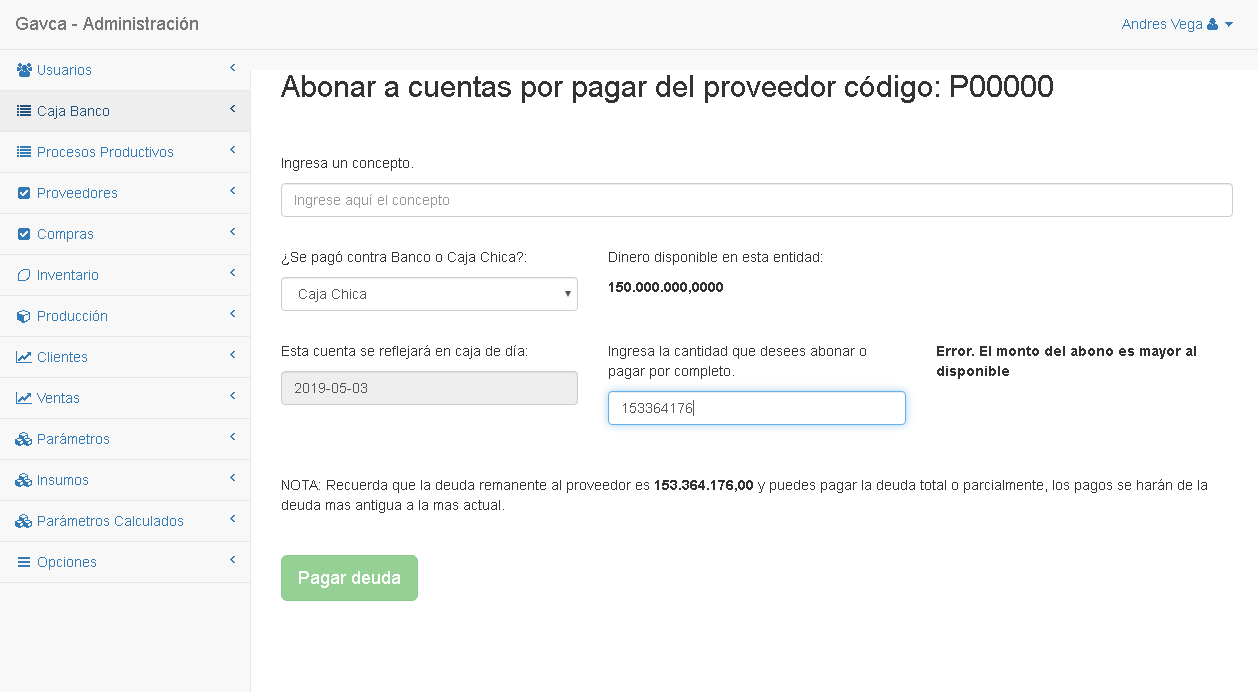 Gavca - Administración
Andres Vega
Usuarios
Caja Banco
Procesos Productivos
Proveedores
Compras
Inventario
Producción
Clientes
Ventas
Parámetros
Insumos
Parámetros Calculados
Opciones
Abonar a cuentas por pagar del proveedor código: P00000
Ingresa un concepto.
Ingrese aquí el concepto
¿Se pagó contra Banco o Caja Chica?:
Caja Chica
Dinero disponible en esta entidad:
150.000.000,0000
Esta cuenta se reflejará en caja de día:
2019-05-03
Ingresa la cantidad que desees abonar o
pagar por completo.
153364176
Error. El monto del abono es mayor al
disponible
NOTA: Recuerda que la deuda remanente al proveedor es 153.364.176,00 y puedes pagar la deuda total o parcialmente, los pagos se harán de la
deuda mas antigua a la mas actual.
Pagar deuda